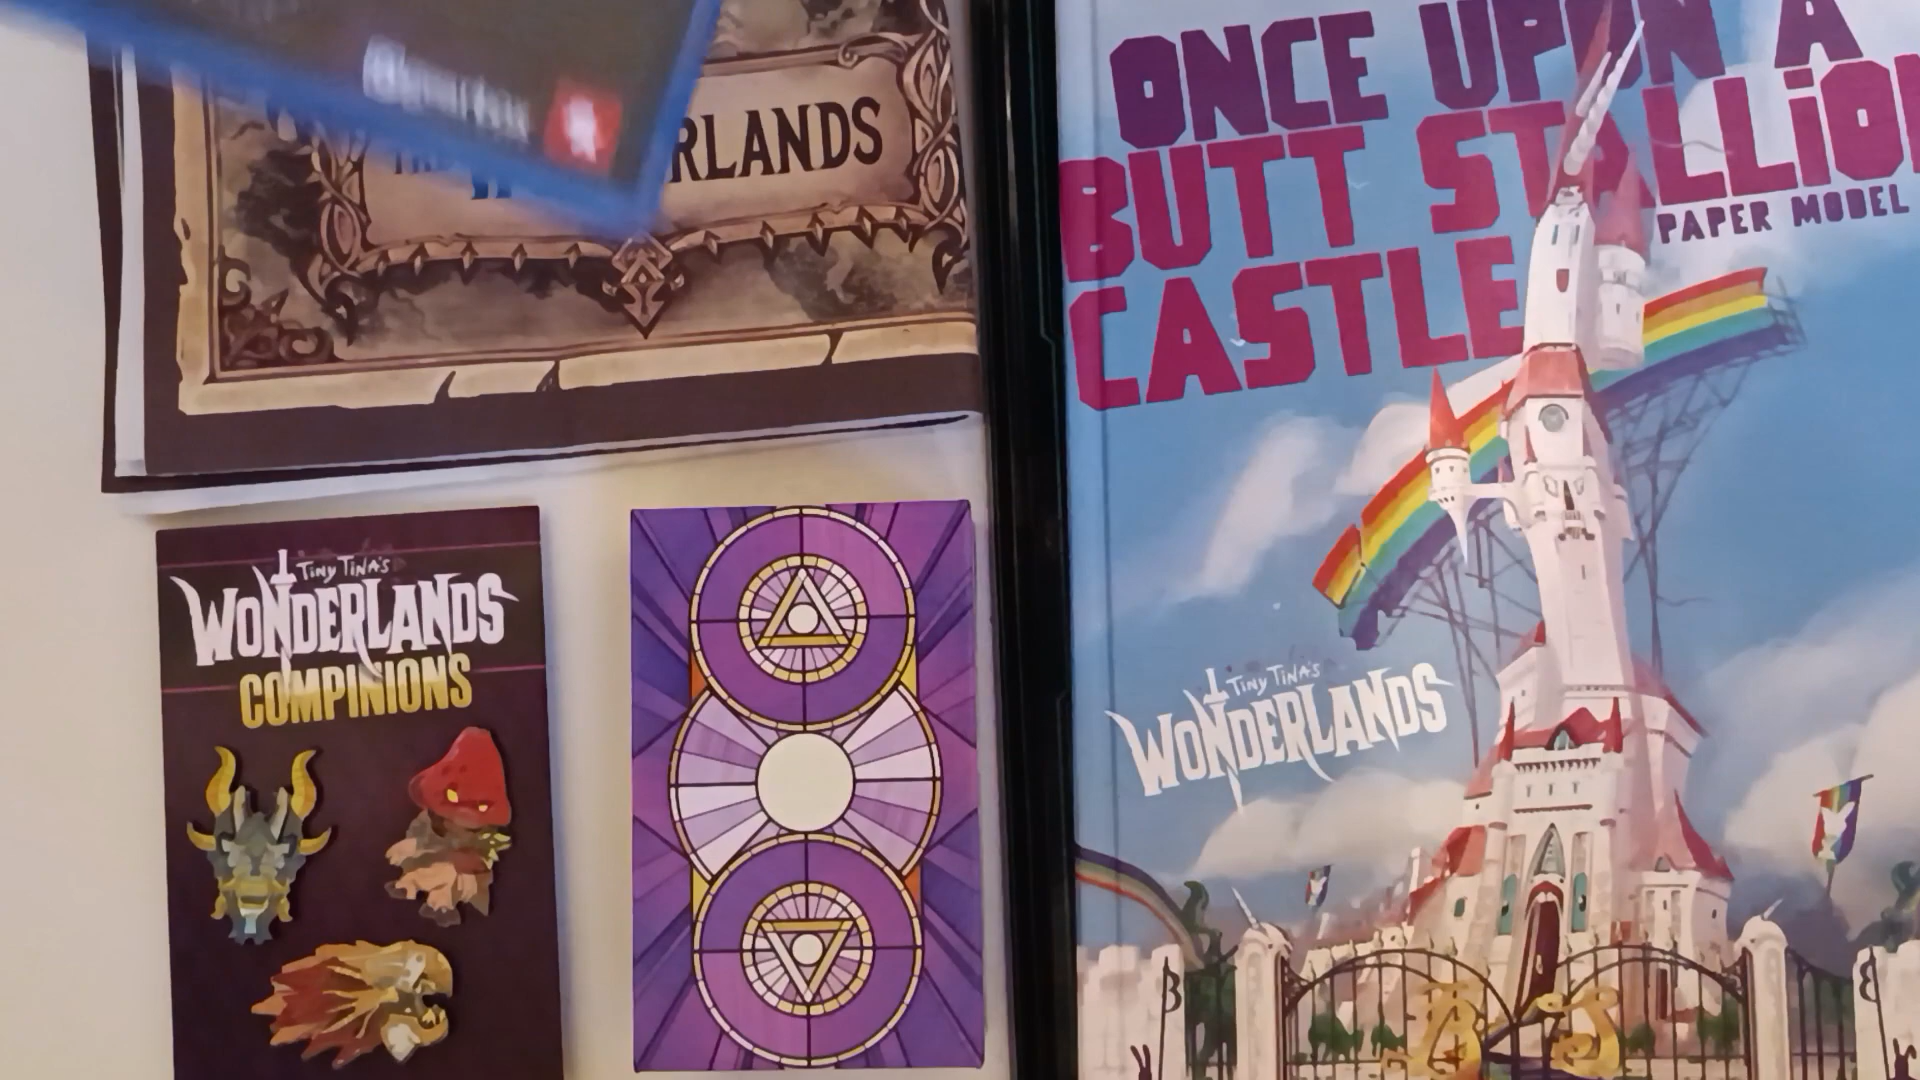 RLANDS
ONCE UPON A
BUTT STALLiON
PAPER MODEL
CASTLE
TINY TINA'S
WONDERLANDS
COMPINIONS
TINY TINA'S
WONDERLANDS